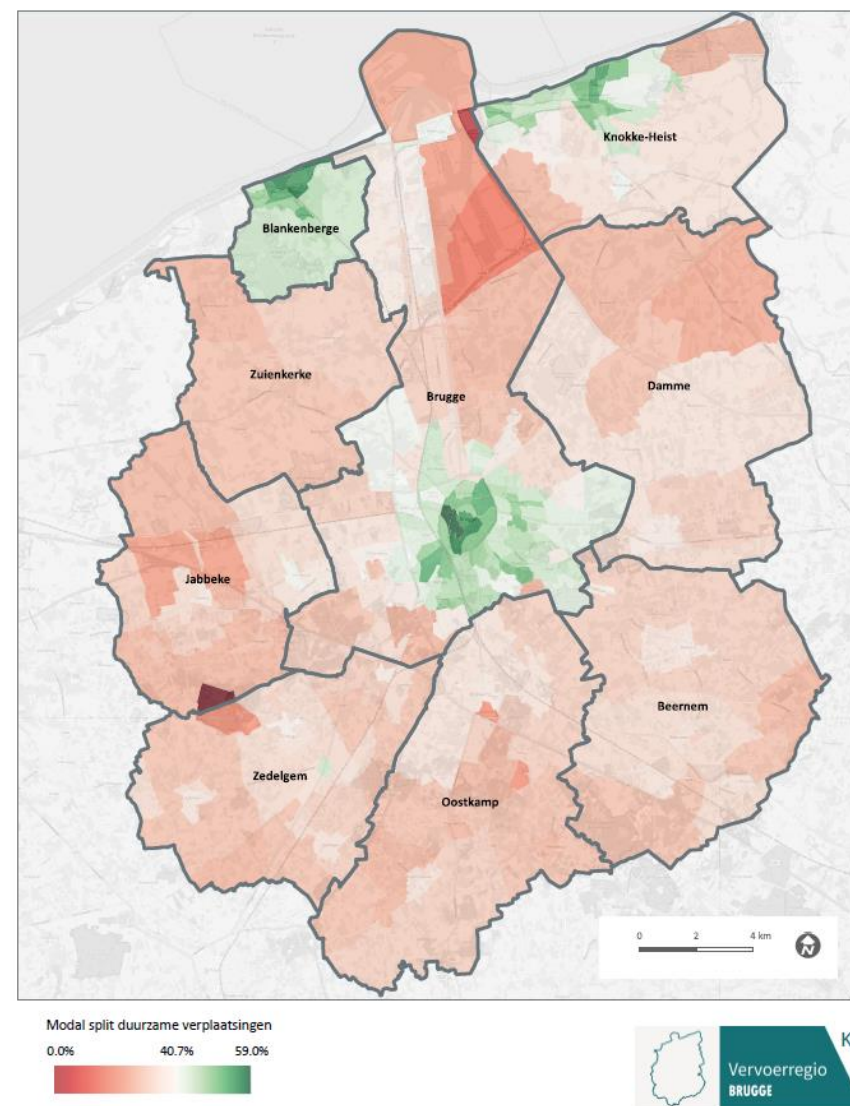 Knokke-Heist
Blankenberge
Zuienkerke
Brugge
Damme
Jabbeke
Beernem
Zedelgem
Oostkamp
0 2 4 km
N
Modal split duurzame verplaatsingen
0.0% 40.7% 59.0%
K
Vervoerregio
BRUGGE